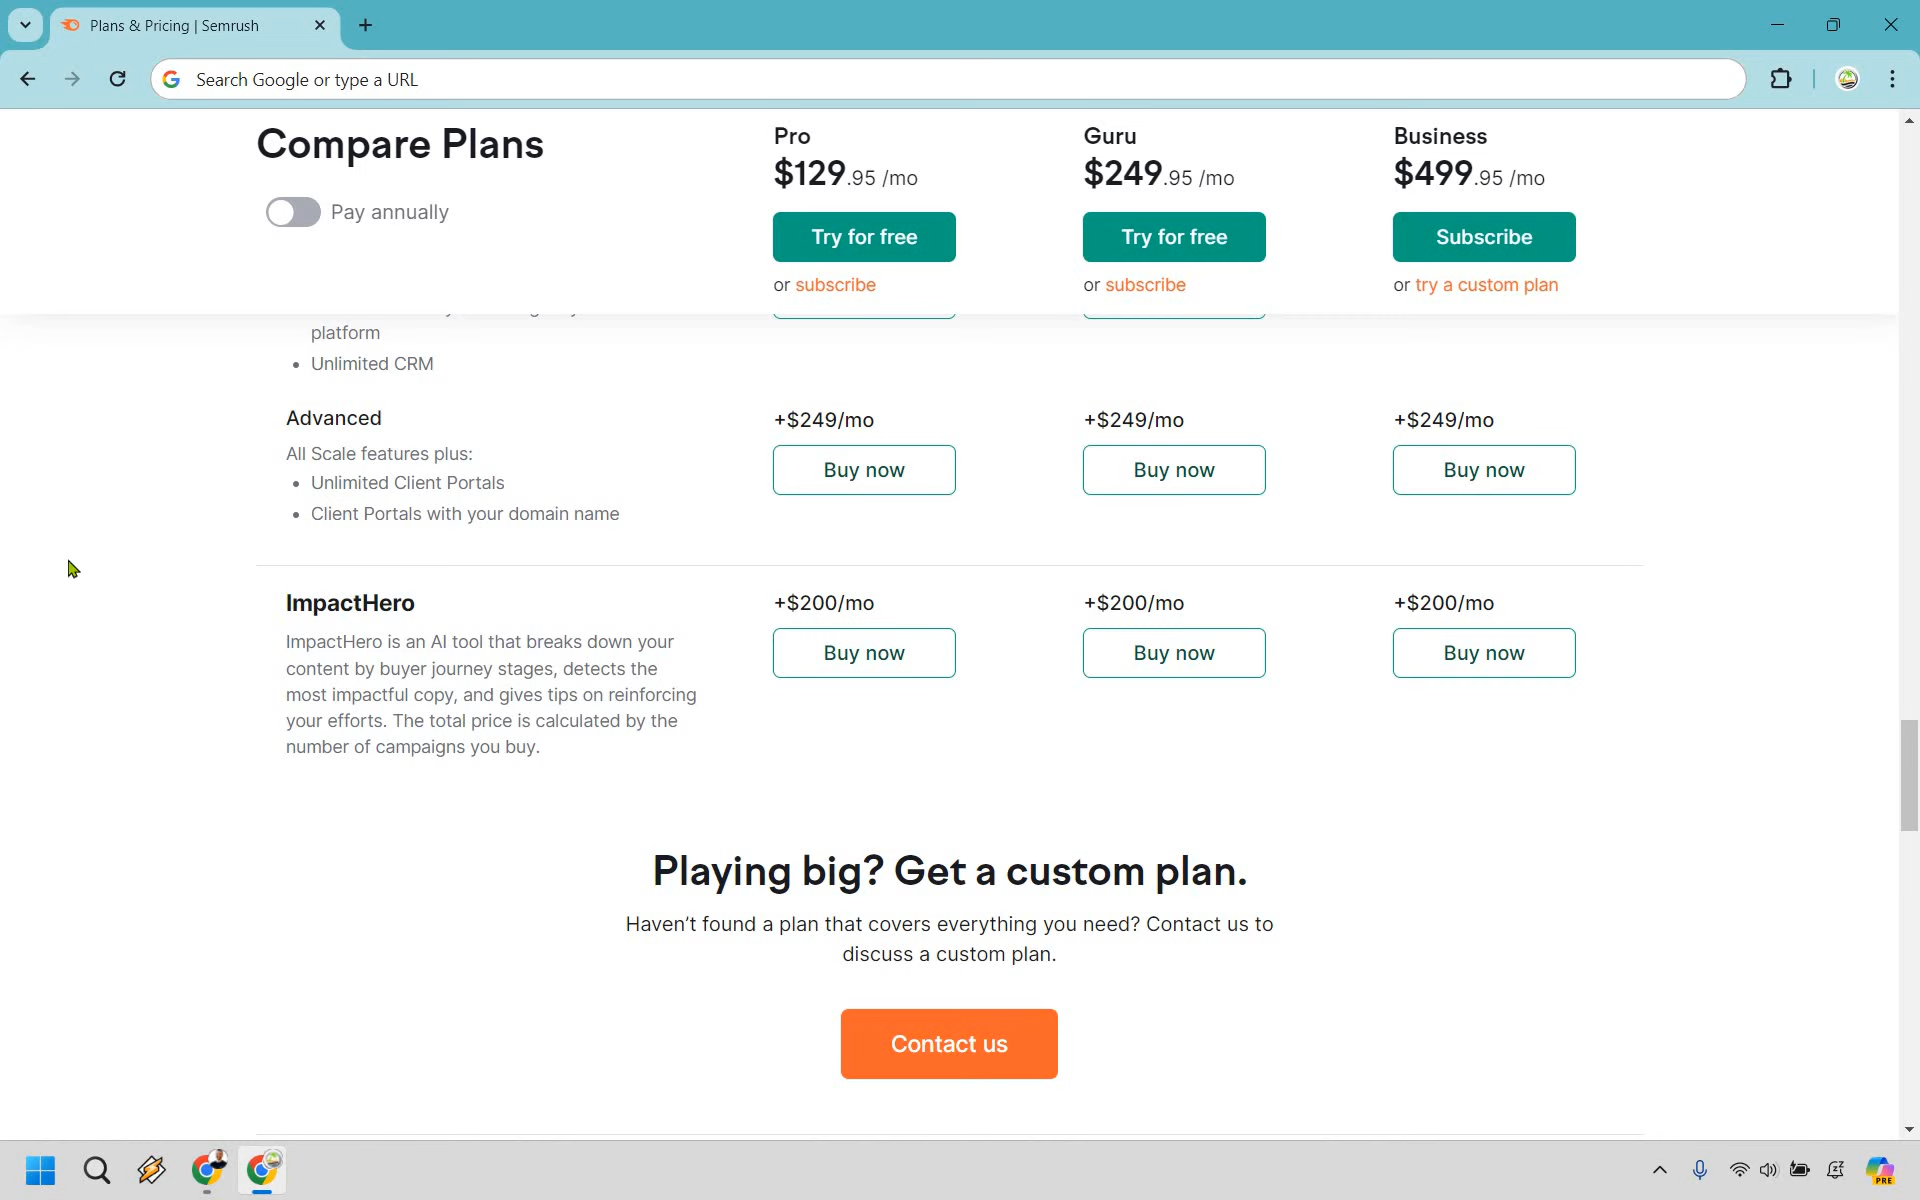 Plans & Pricing | Semrush
Search Google or type a URL
Compare Plans
Pay annually
Pro
$129.95 /mo
Try for free
or subscribe
Guru
$249.95 /mo
Try for free
or subscribe
Business
$499.95 /mo
Subscribe
or try a custom plan
platform
Unlimited CRM
Advanced
All Scale features plus:
Unlimited Client Portals
Client Portals with your domain name
+$249/mo
Buy now
+$249/mo
Buy now
+$249/mo
Buy now
ImpactHero
ImpactHero is an AI tool that breaks down your
content by buyer journey stages, detects the
most impactful copy, and gives tips on reinforcing
your efforts. The total price is calculated by the
number of campaigns you buy.
+$200/mo
Buy now
+$200/mo
Buy now
+$200/mo
Buy now
Playing big? Get a custom plan.
Haven’t found a plan that covers everything you need? Contact us to
discuss a custom plan.
Contact us
PRE